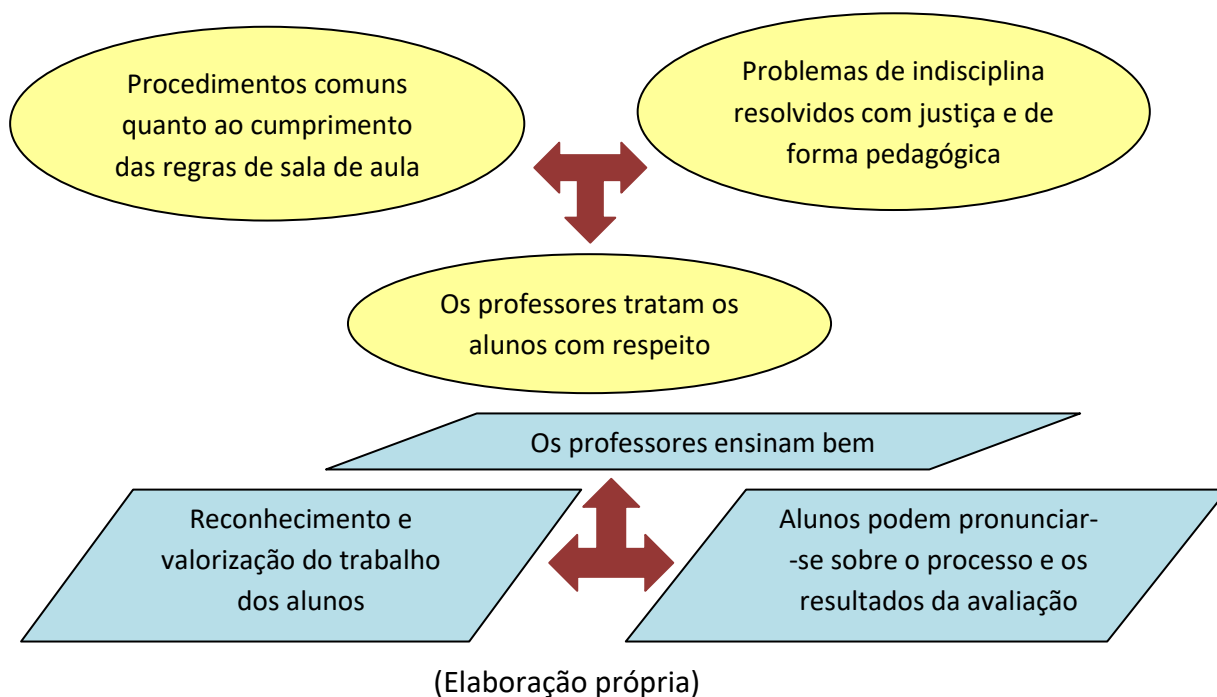 Procedimentos comuns
quanto ao cumprimento
das regras de sala de aula
Problemas de indisciplina
resolvidos com justiça e de
forma pedagógica
Os professores tratam os
alunos com respeito
Os professores ensinam bem
Reconhecimento e
valorização do trabalho
dos alunos
Alunos podem pronunciar-
-se sobre o processo e os
resultados da avaliação
(Elaboração própria)